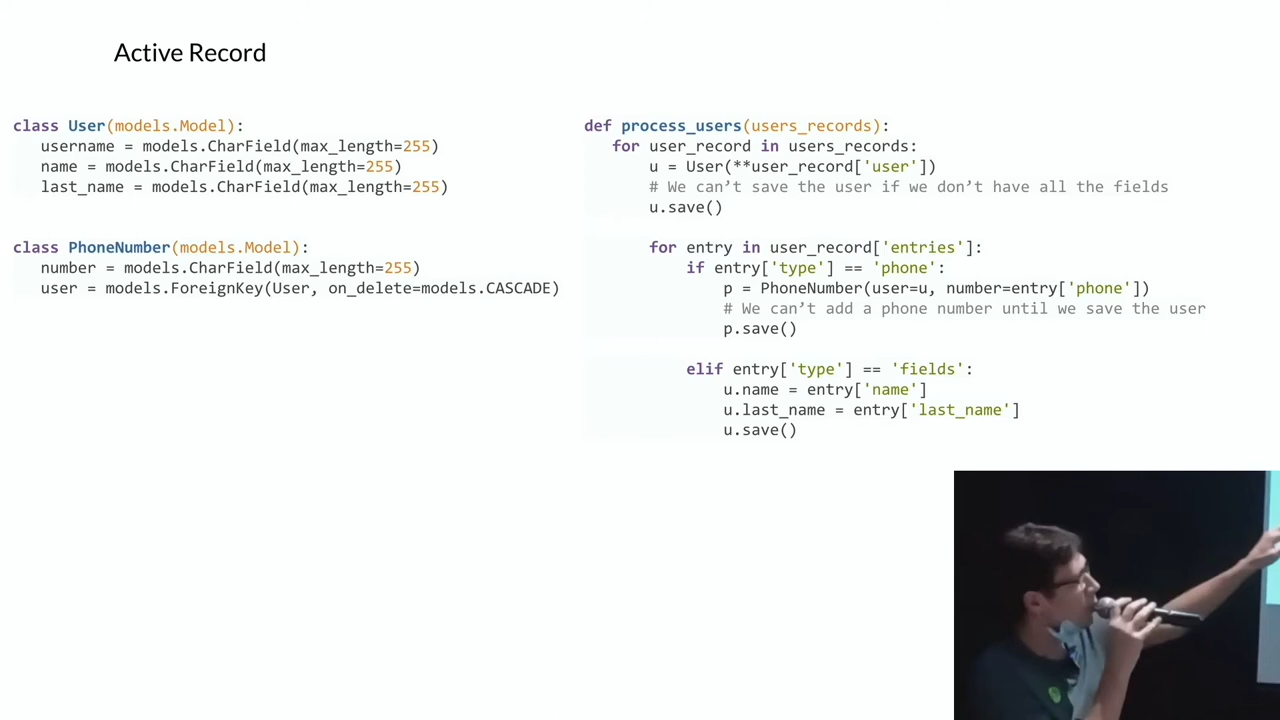 Active Record
class User(models.Model):
   username = models.CharField(max_length=255)
   name = models.CharField(max_length=255)
   last_name = models.CharField(max_length=255)
class PhoneNumber(models.Model):
   number = models.CharField(max_length=255)
   user = models.ForeignKey(User, on_delete=models.CASCADE)
def process_users(users_records):
   for user_record in users_records:
       u = User(**user_record['user'])
       # We can’t save the user if we don’t have all the fields
       u.save()
       for entry in user_record['entries']:
           if entry['type'] == 'phone':
               p = PhoneNumber(user=u, number=entry['phone'])
               # We can’t add a phone number until we save the user
               p.save()
           elif entry['type'] == 'fields':
               u.name = entry['name']
               u.last_name = entry['last_name']
               u.save()